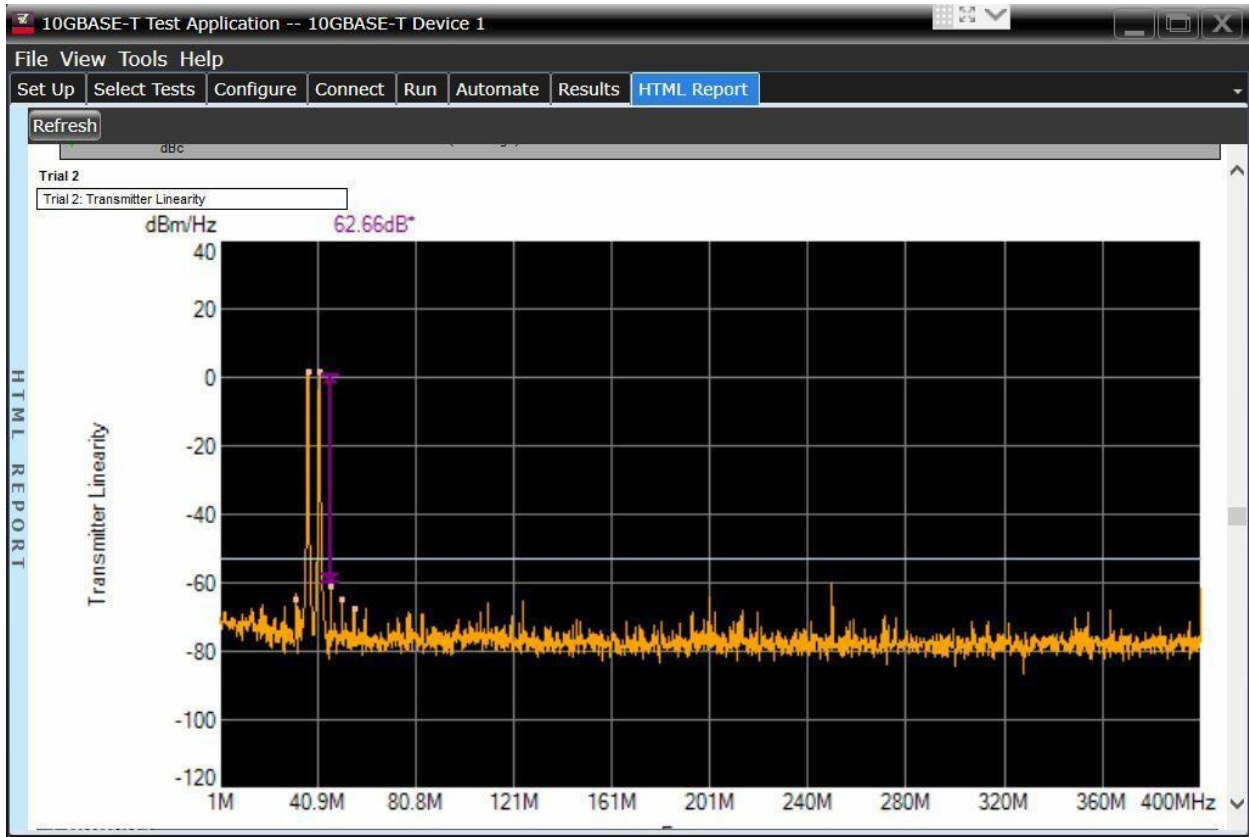 10GBASE-T Test Application -- 10GBASE-T Device 1
File View Tools Help
Set Up Select Tests Configure Connect Run Automate Results HTML Report
Refresh
dBc
Trial 2
Trial 2: Transmitter Linearity
dBm/Hz 62.66dB*
40
20
0
-20
-40
-60
-80
-100
-120
Transmitter Linearity
HTML REPORT
1M 40.9M 80.8M 121M 161M 201M 240M 280M 320M 360M 400MHz